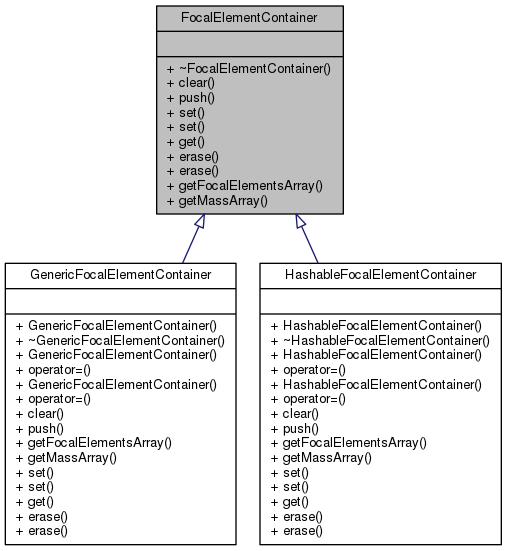 FocalElementContainer
+ ~FocalElementContainer()
+ clear()
+ push()
+ set()
+ set()
+ get()
+ erase()
+ erase()
+ getFocalElementsArray()
+ getMassArray()
GenericFocalElementContainer
+ GenericFocalElementContainer()
+ ~GenericFocalElementContainer()
+ GenericFocalElementContainer()
+ operator=()
+ GenericFocalElementContainer()
+ operator=()
+ clear()
+ push()
+ getFocalElementsArray()
+ getMassArray()
+ set()
+ set()
+ get()
+ erase()
+ erase()
HashableFocalElementContainer
+ HashableFocalElementContainer()
+ ~HashableFocalElementContainer()
+ HashableFocalElementContainer()
+ operator=()
+ HashableFocalElementContainer()
+ operator=()
+ clear()
+ push()
+ getFocalElementsArray()
+ getMassArray()
+ set()
+ set()
+ get()
+ erase()
+ erase()